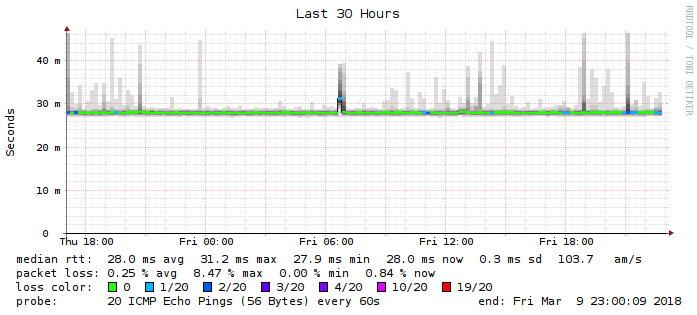 Last 30 Hours
RRDTOOL / TOBI OETIKER
Seconds
40 m
30 m
20 m
10 m
0
Thu 18:00 Fri 00:00 Fri 06:00 Fri 12:00 Fri 18:00
median rtt: 28.0 ms avg 31.2 ms max 27.9 ms min 28.0 ms now 0.3 ms sd 103.7 am/s
packet loss: 0.25 % avg 8.47 % max 0.00 % min 0.84 % now
loss color: 0 1/20 2/20 3/20 4/20 10/20 19/20
probe: 20 ICMP Echo Pings (56 Bytes) every 60s end: Fri Mar 9 23:00:09 2018